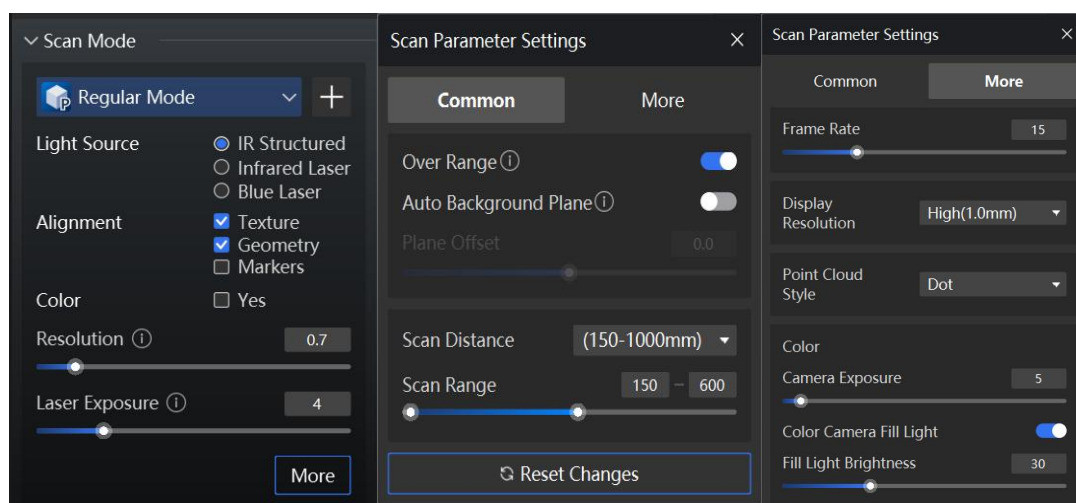 Scan Mode
Regular Mode
Light Source
IR Structured
Infrared Laser
Blue Laser
Alignment
Texture
Geometry
Markers
Color
Yes
Resolution
0.7
Laser Exposure
4
More
Scan Parameter Settings
Common
More
Over Range
Auto Background Plane
Plane Offset
0.0
Scan Distance
(150-1000mm)
Scan Range
150 – 600
Reset Changes
Scan Parameter Settings
Common
More
Frame Rate
15
Display
Resolution
High(1.0mm)
Point Cloud
Style
Dot
Color
Camera Exposure
5
Color Camera Fill Light
Fill Light Brightness
30